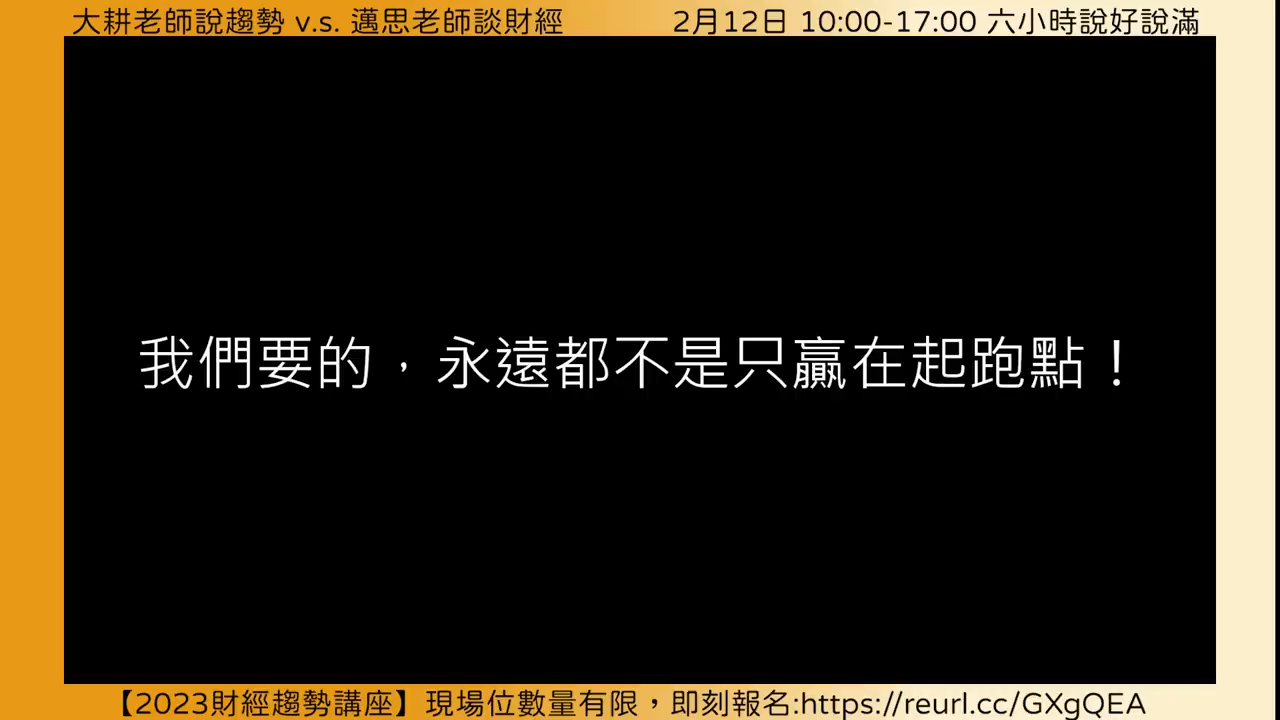 大耕老師說趨勢 v.s. 邁思老師談財經 2月12日 10:00-17:00 六小時說好說滿
我們要的，永遠都不是只贏在起跑點！
【2023財經趨勢講座】現場位數量有限，即刻報名:https://reurl.cc/GXgQEA